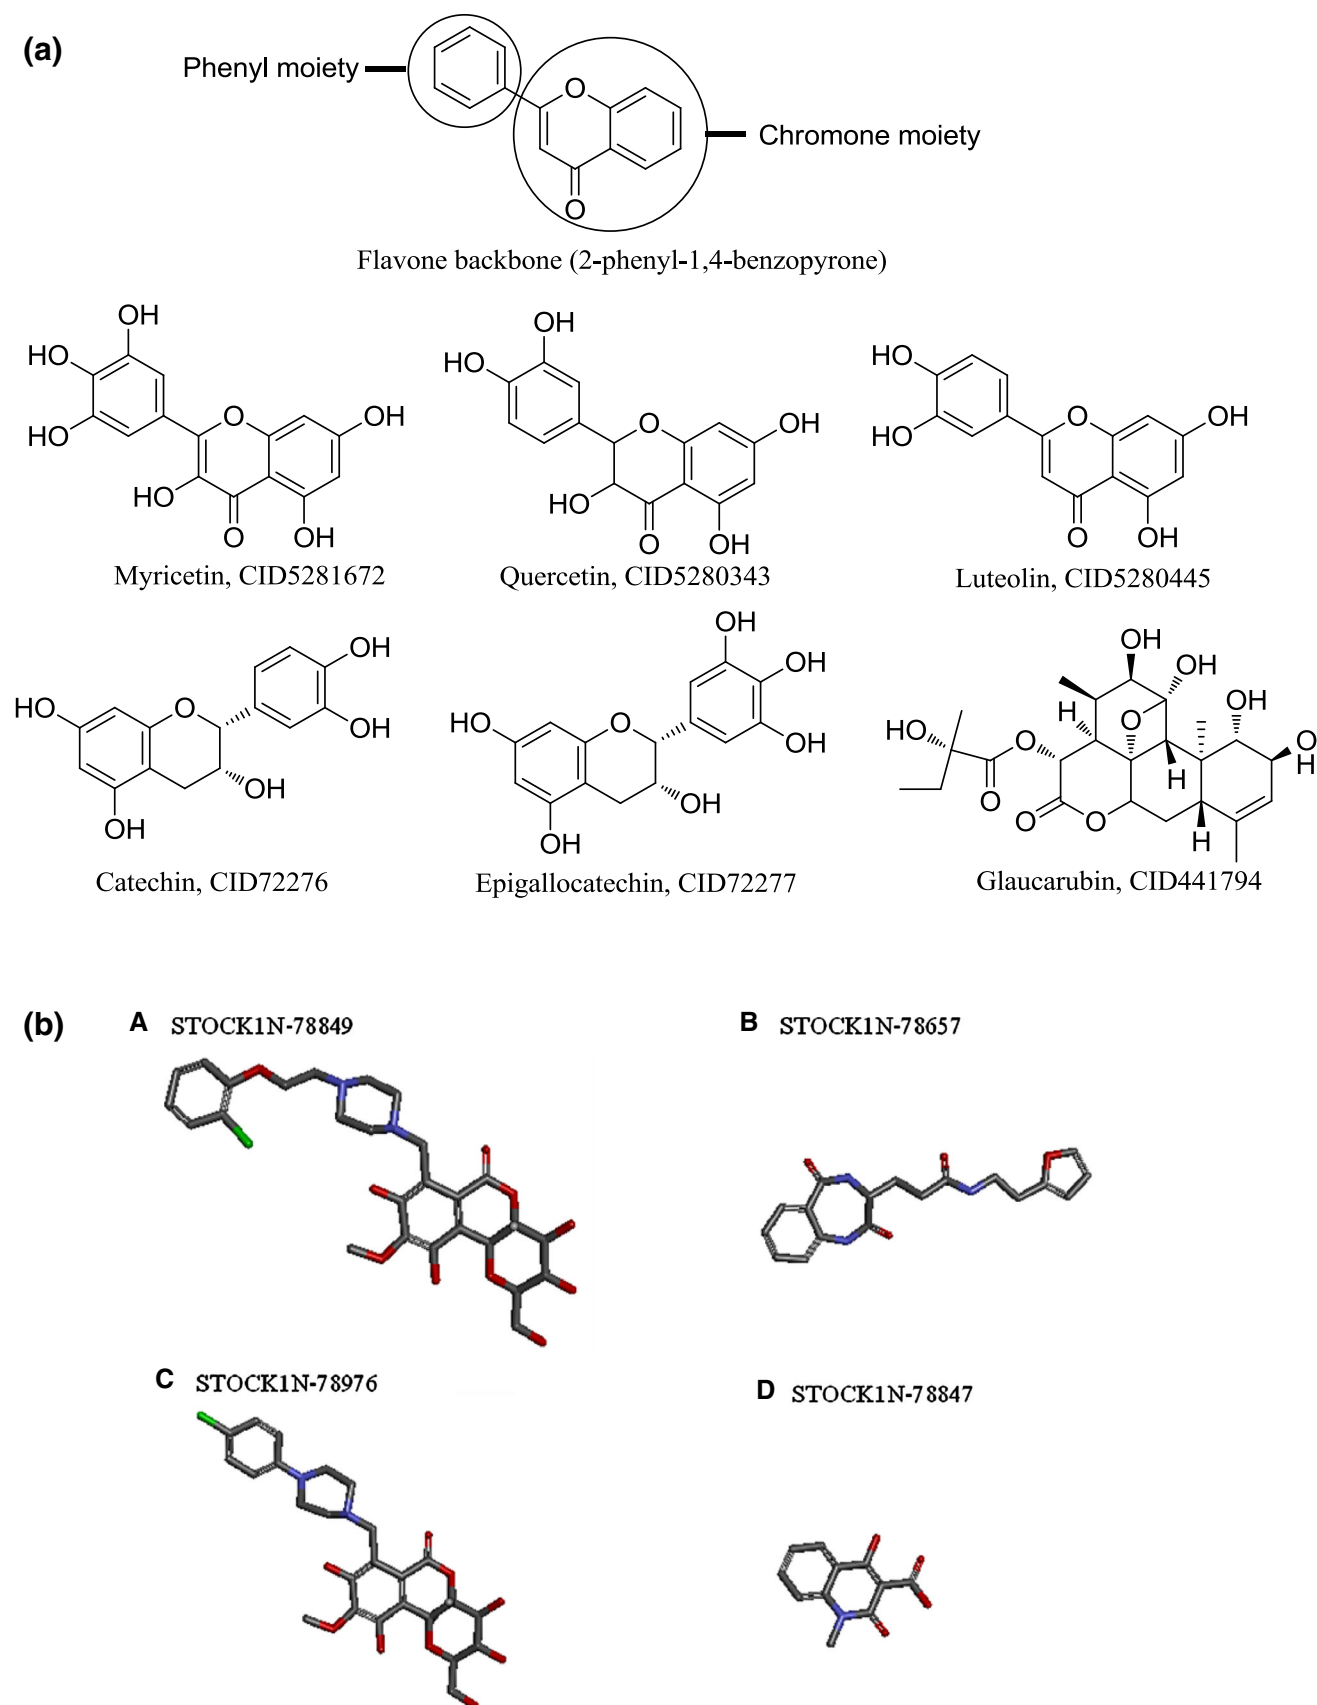 (a)
Phenyl moiety
O
Chromone moiety
O
Flavone backbone (2-phenyl-1,4-benzopyrone)
OH
HO
HO
O
OH
HO
O
OH
Myricetin, CID5281672
OH
HO
O
OH
HO
O
OH
Quercetin, CID5280343
HO
HO
O
OH
O
OH
Luteolin, CID5280445
OH
OH
HO
O
OH
OH
Catechin, CID72276
OH
OH
OH
HO
O
OH
OH
Epigallocatechin, CID72277
OH
OH
OH
O
H
H
O
HO
O
O
H
O
O
H
Glaucarubin, CID441794
(b)
A STOCK1N-78849
B STOCK1N-78657
C STOCK1N-78976
D STOCK1N-78847